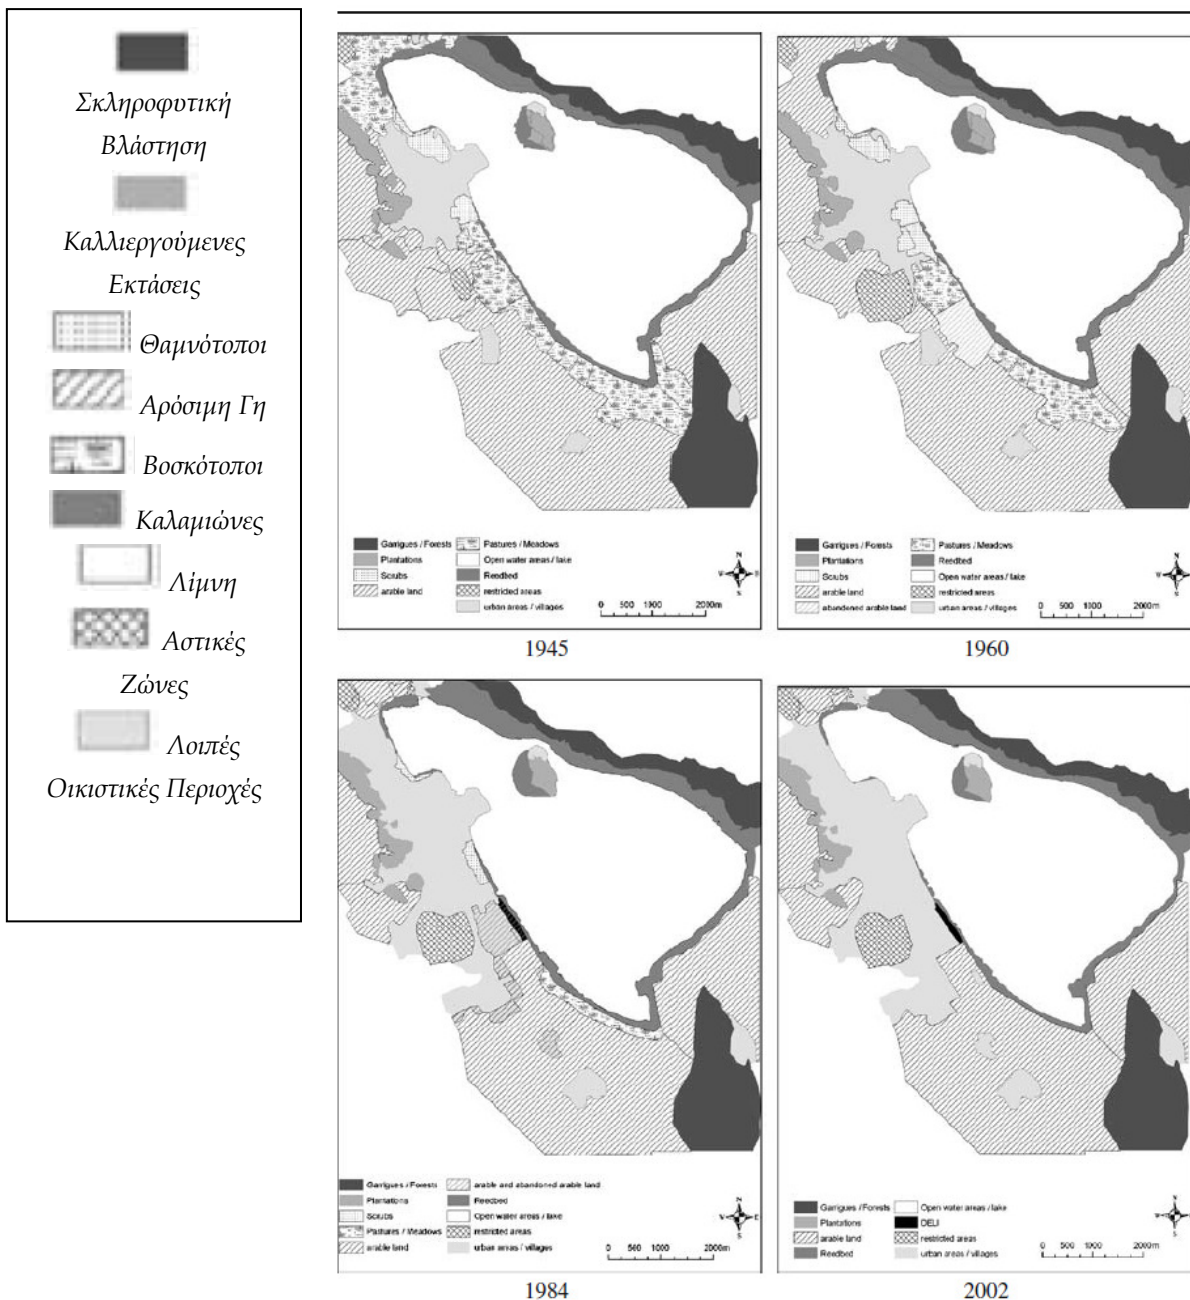 Σκληροφυτική
Βλάστηση
Καλλιεργούμενες
Εκτάσεις
Θαμνότοποι
Αρόσιμη Γη
Βοσκότοποι
Καλαμιώνες
Λίμνη
Αστικές
Ζώνες
Λοιπές
Οικιστικές Περιοχές
Garrigues / Forests
Plantations
Scrubs
arable land
Pastures / Meadows
Open water areas / lake
Reedbed
restricted areas
urban areas / villages
N
W
S
0 500 1000 2000m
1945
Garrigues / Forests
Plantations
Scrubs
arable land
abandened arable land
Pastures / Meadows
Reedbed
Open water areas / lake
restricted areas
urban areas / villages
N
W
S
0 500 1000 2000m
1960
Garrigues / Forests
Plantations
Scrubs
Pastures / Meadows
arable land
arable and abandoned arable land
Reedbed
Open water areas / lake
restricted areas
urban areas / villages
N
E
S
0 500 1000 2000m
1984
Garrigues / Forests
Plantations
arable land
Reedbed
Open water areas / lake
DELI
restricted areas
urban areas / villages
N
S
0 500 1000 2000m
2002